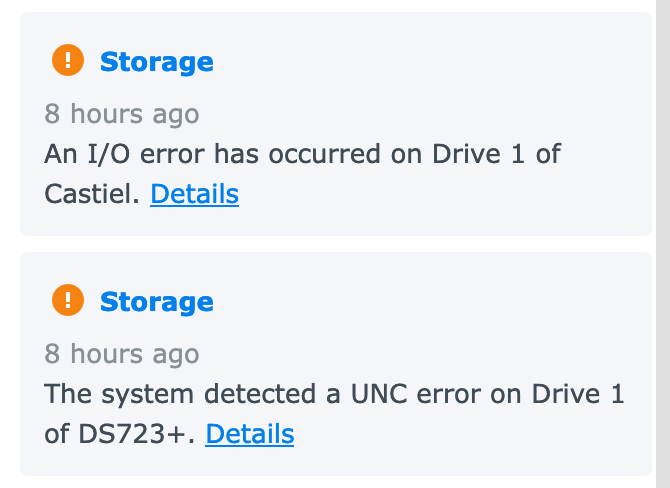 Storage
8 hours ago
An I/O error has occurred on Drive 1 of
Castiel. Details
Storage
8 hours ago
The system detected a UNC error on Drive 1
of DS723+. Details